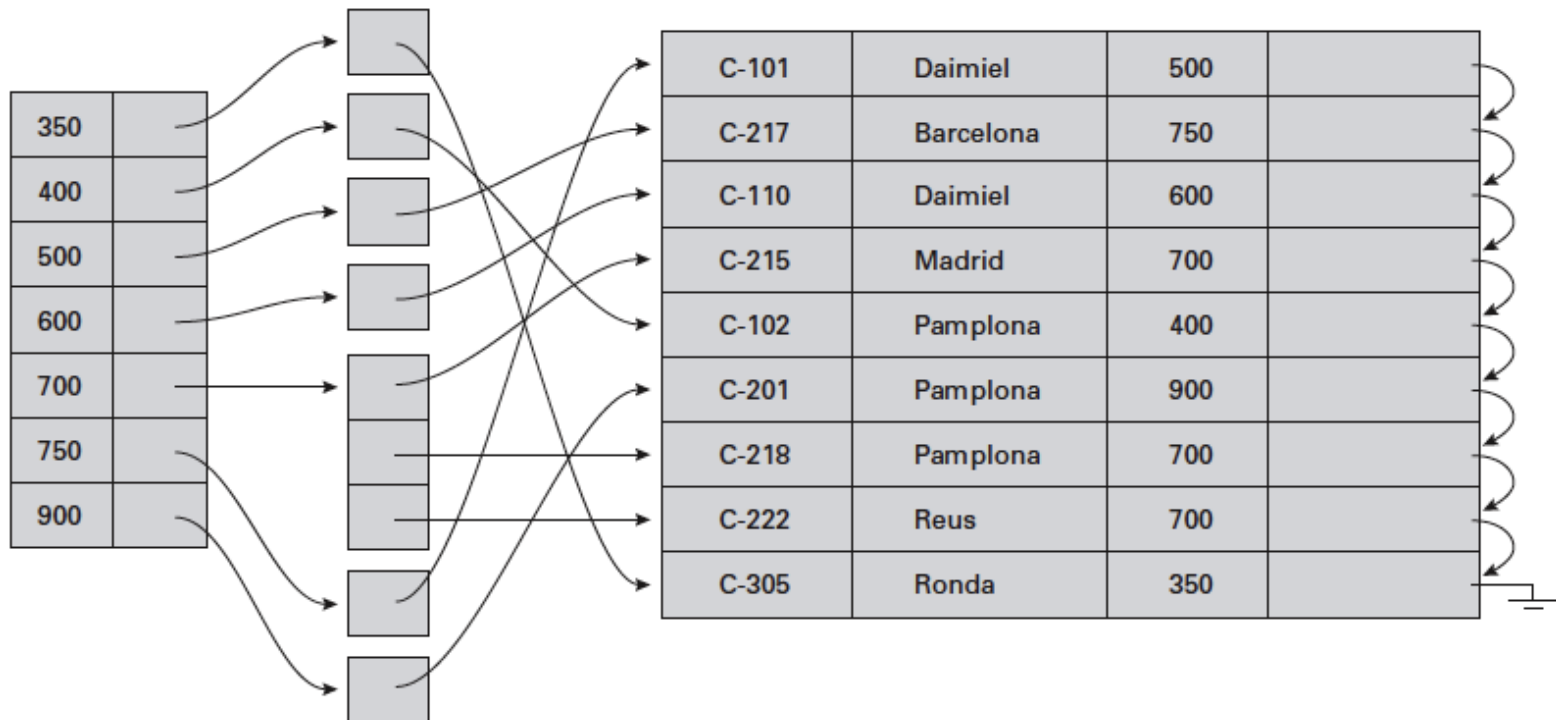 350
400
500
600
700
750
900
C-101 Daimiel 500
C-217 Barcelona 750
C-110 Daimiel 600
C-215 Madrid 700
C-102 Pamplona 400
C-201 Pamplona 900
C-218 Pamplona 700
C-222 Reus 700
C-305 Ronda 350